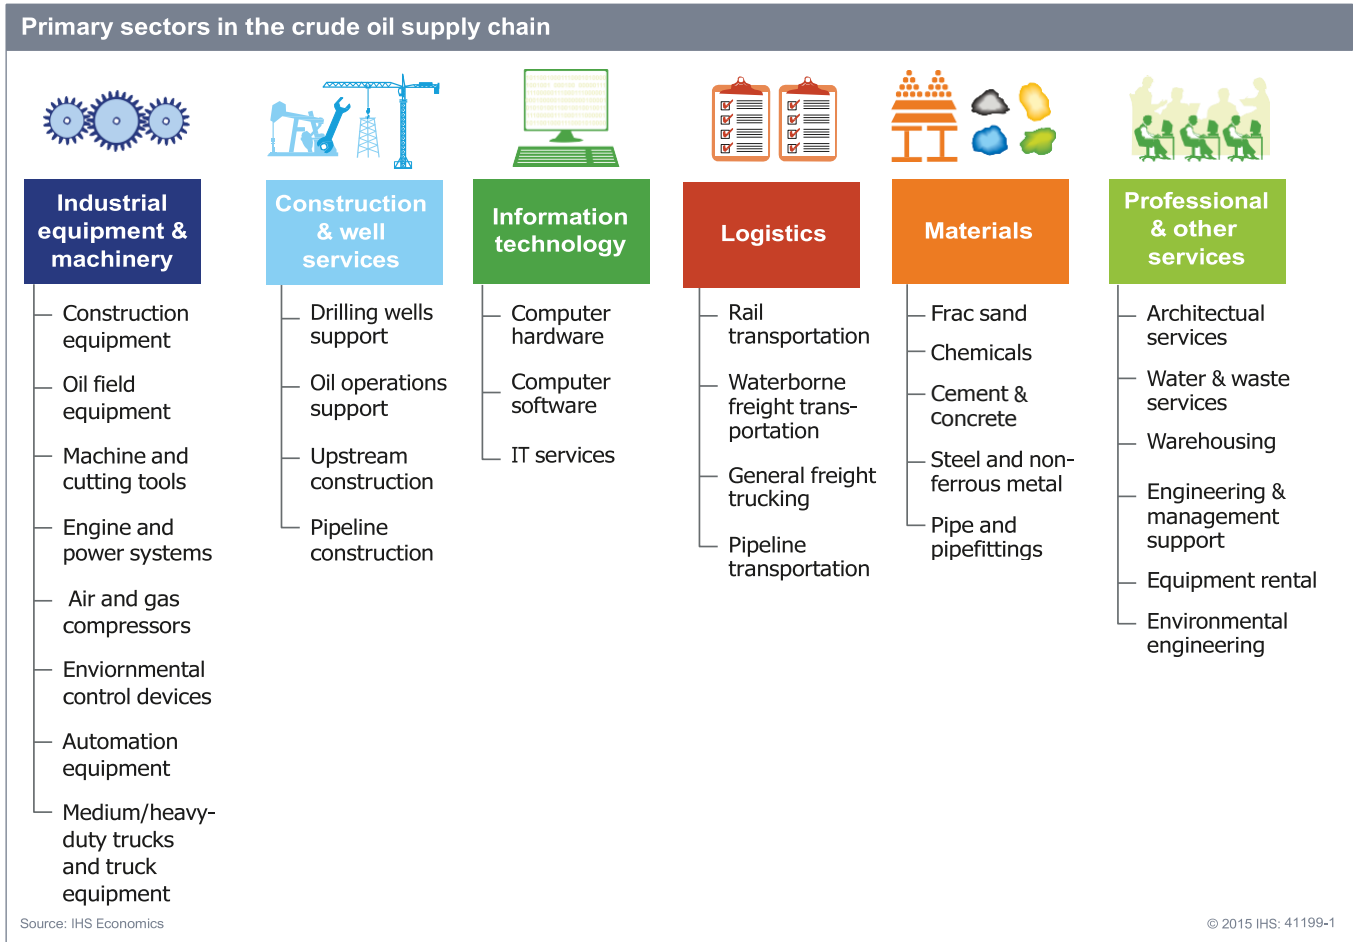 Primary sectors in the crude oil supply chain
Industrial
equipment &
machinery
Construction
equipment
Oil field
equipment
Machine and
cutting tools
Engine and
power systems
Air and gas
compressors
Enviornmental
control devices
Automation
equipment
Medium/heavy-
duty trucks
and truck
equipment
Construction
& well
services
Drilling wells
support
Oil operations
support
Upstream
construction
Pipeline
construction
Information
technology
Computer
hardware
Computer
software
IT services
Logistics
Rail
transportation
Waterborne
freight trans-
portation
General freight
trucking
Pipeline
transportation
Materials
Frac sand
Chemicals
Cement &
concrete
Steel and non-
ferrous metal
Pipe and
pipefittings
Professional
& other
services
Architectual
services
Water & waste
services
Warehousing
Engineering &
management
support
Equipment rental
Environmental
engineering
Source: IHS Economics
© 2015 IHS: 41199-1